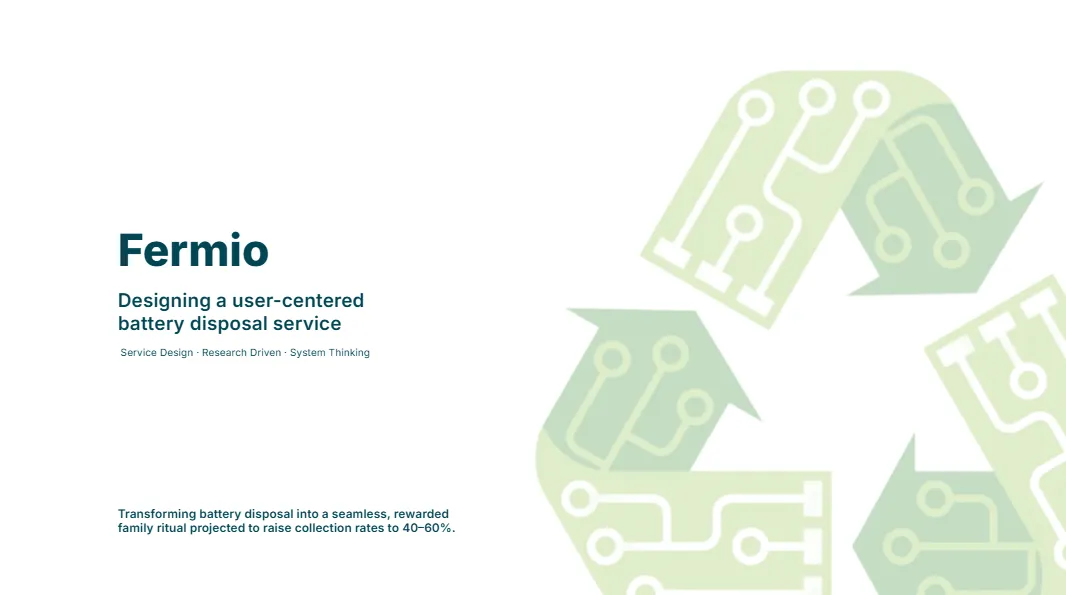 Fermio
Designing a user-centered
battery disposal service
Service Design · Research Driven · System Thinking
Transforming battery disposal into a seamless, rewarded
family ritual projected to raise collection rates to 40–60%.